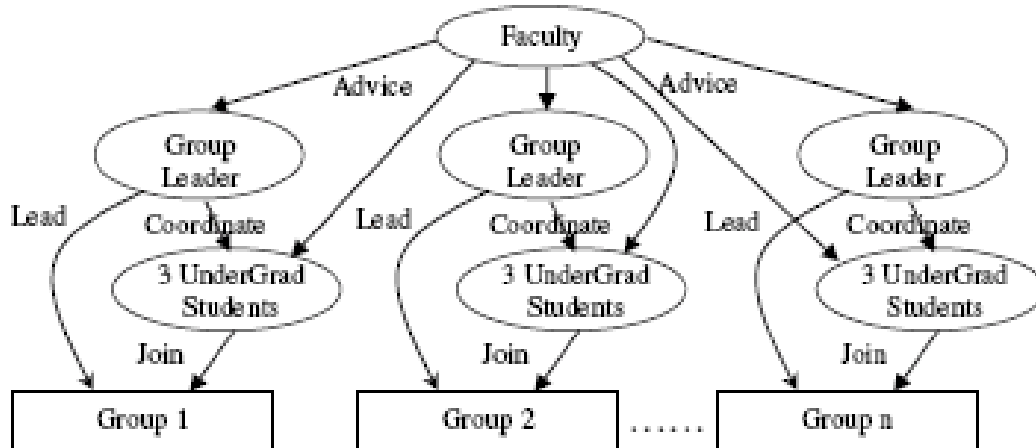 Faculty
Advice
Advice
Group
Leader
Group
Leader
Group
Leader
Lead
Coordinate
Lead
Coordinate
Lead
Coordinate
3 UnderGrad
Students
3 UnderGrad
Students
3 UnderGrad
Students
Join
Join
Join
Group 1
Group 2
......
Group n